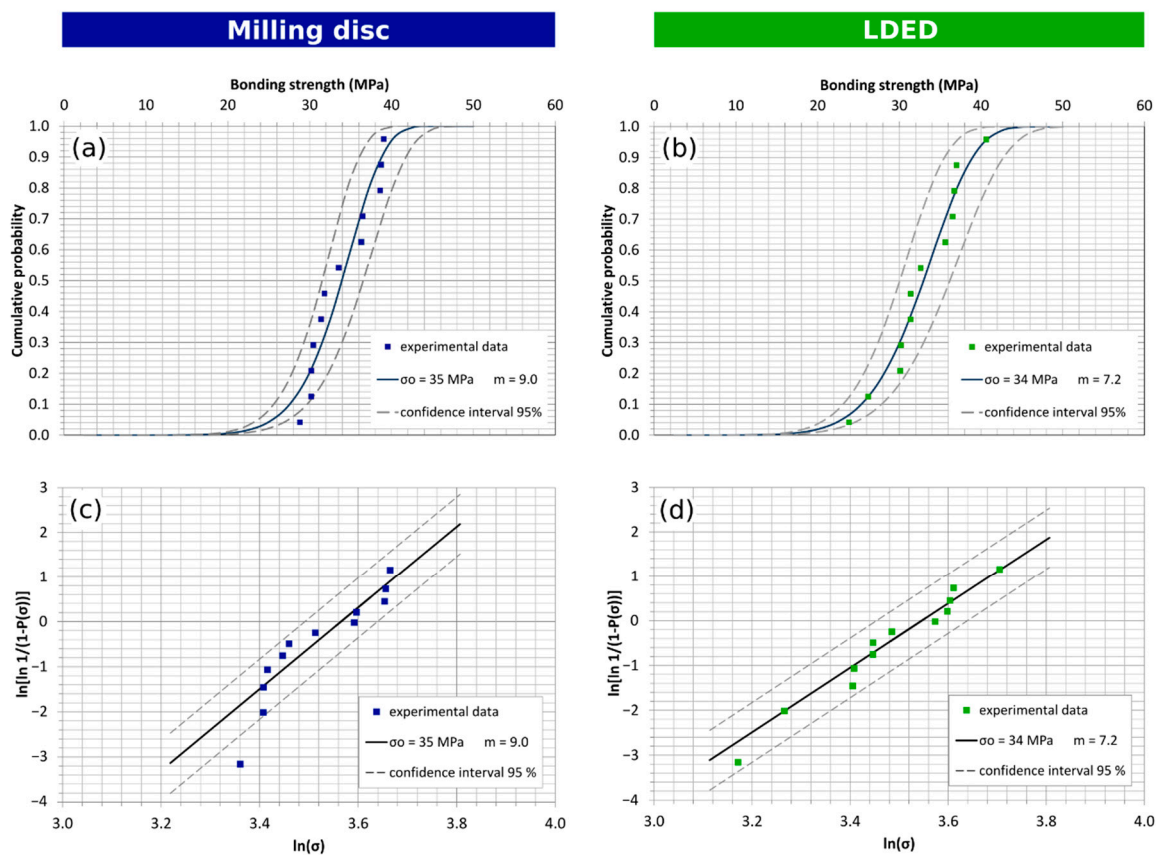 Milling disc
LDED
Bonding strength (MPa)
0 10 20 30 40 50 60
(a)
Cumulative probability
1.0
0.9
0.8
0.7
0.6
0.5
0.4
0.3
0.2
0.1
0.0
experimental data
σo = 35 MPa m = 9.0
confidence interval 95%
Bonding strength (MPa)
0 10 20 30 40 50 60
(b)
Cumulative probability
1.0
0.9
0.8
0.7
0.6
0.5
0.4
0.3
0.2
0.1
0.0
experimental data
σo = 34 MPa m = 7.2
confidence interval 95%
(c)
ln[ln 1/(1-P(σ))]
3
2
1
0
−1
−2
−3
−4
experimental data
σo = 35 MPa m = 9.0
confidence interval 95 %
3.0 3.2 3.4 3.6 3.8 4.0
ln(σ)
(d)
ln[ln 1/(1-P(σ))]
3
2
1
0
−1
−2
−3
−4
experimental data
σo = 34 MPa m = 7.2
confidence interval 95 %
3.0 3.2 3.4 3.6 3.8 4.0
ln(σ)